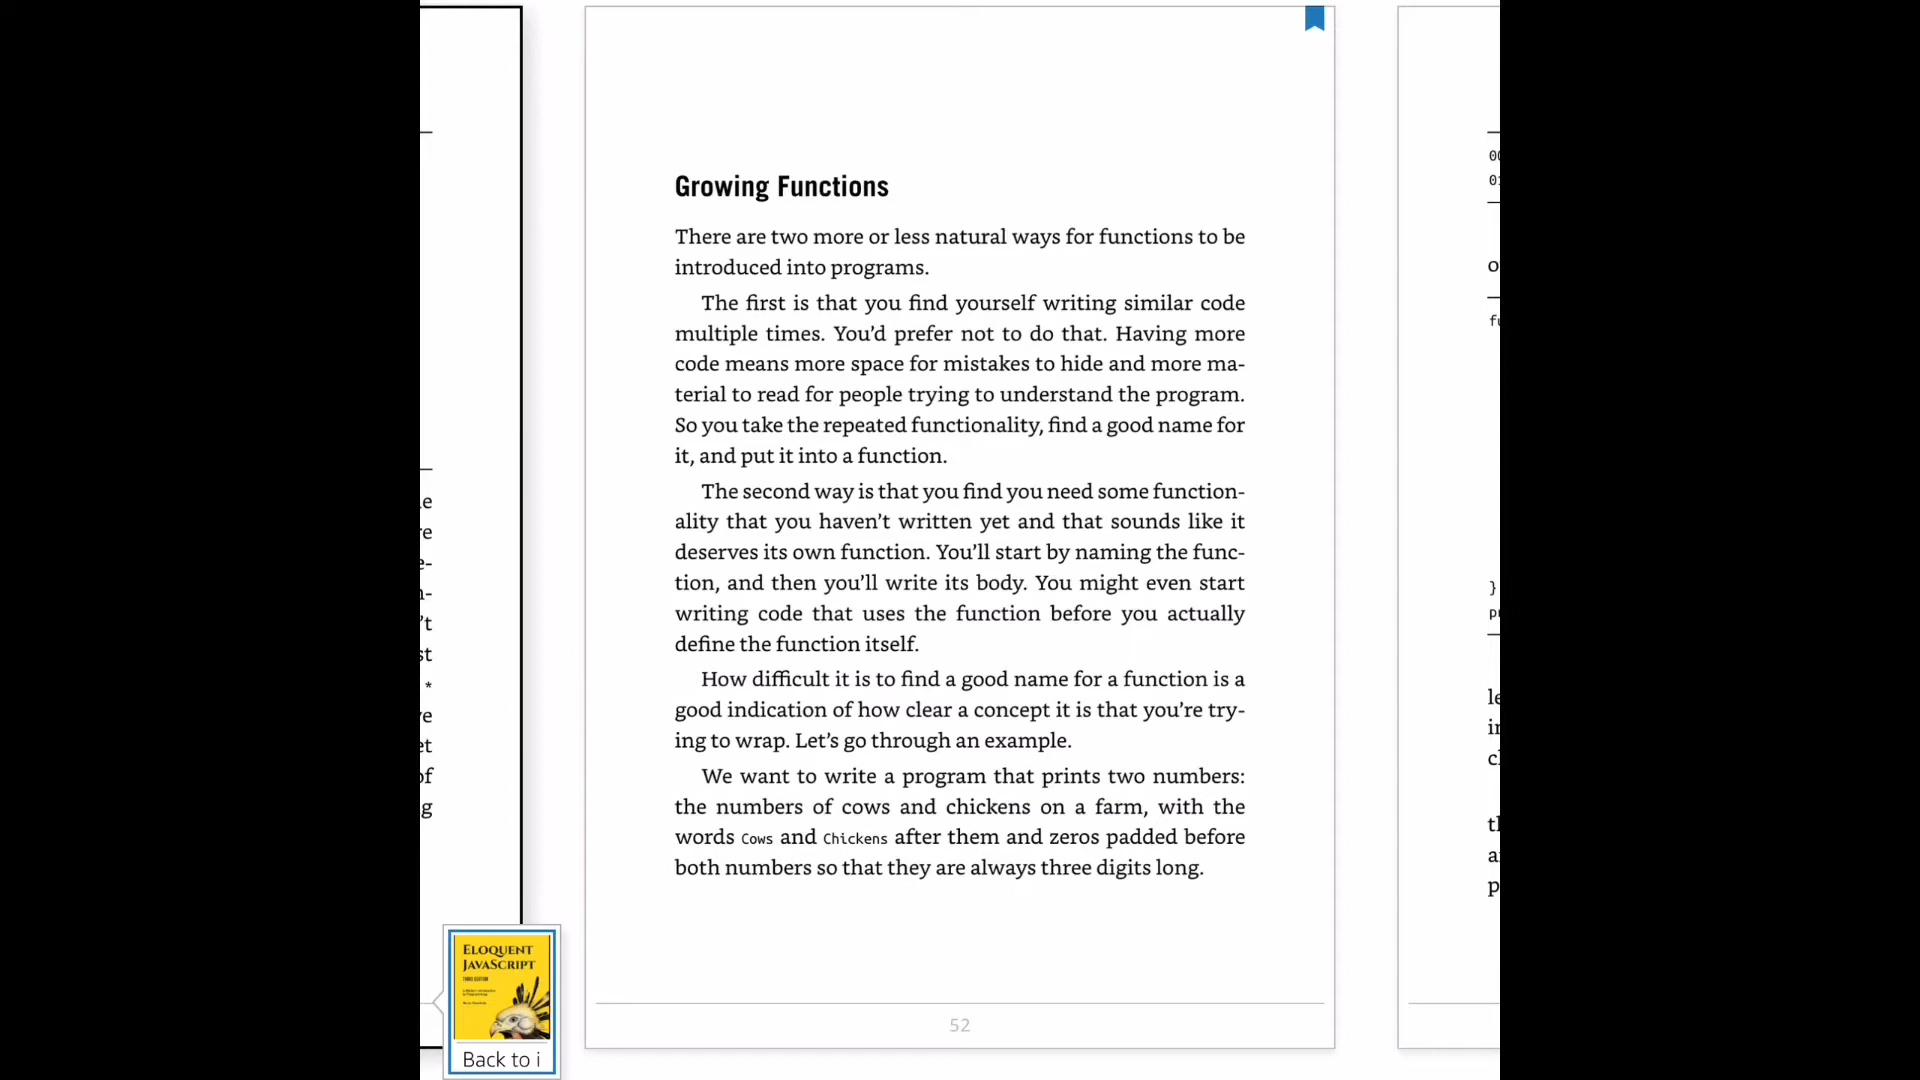 Growing Functions
There are two more or less natural ways for functions to be
introduced into programs.
The first is that you find yourself writing similar code
multiple times. You’d prefer not to do that. Having more
code means more space for mistakes to hide and more ma-
terial to read for people trying to understand the program.
So you take the repeated functionality, find a good name for
it, and put it into a function.
The second way is that you find you need some function-
ality that you haven’t written yet and that sounds like it
deserves its own function. You’ll start by naming the func-
tion, and then you’ll write its body. You might even start
writing code that uses the function before you actually
define the function itself.
How difficult it is to find a good name for a function is a
good indication of how clear a concept it is that you’re try-
ing to wrap. Let’s go through an example.
We want to write a program that prints two numbers:
the numbers of cows and chickens on a farm, with the
words Cows and Chickens after them and zeros padded before
both numbers so that they are always three digits long.
52
ELOQUENT
JAVASCRIPT
THIRD EDITION
Back to i